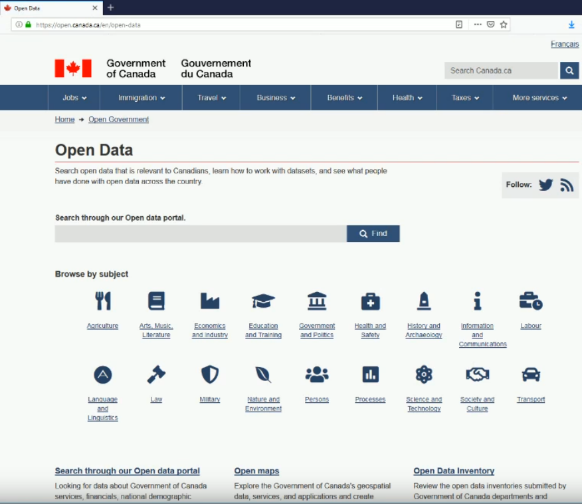 Open Data
https://open.canada.ca/en/open-data
Français
Government of Canada
Gouvernement du Canada
Search Canada.ca
Jobs Immigration Travel Business Benefits Health Taxes More services
Home → Open Government
Open Data
Search open data that is relevant to Canadians, learn how to work with datasets, and see what people
have done with open data across the country.
Follow:
Search through our Open data portal.
Find
Browse by subject
Agriculture
Arts, Music, Literature
Economics and Industry
Education and Training
Government and Politics
Health and Safety
History and Archaeology
Information and Communications
Labour
Language and Linguistics
Law
Military
Nature and Environment
Persons
Processes
Science and Technology
Society and Culture
Transport
Search through our Open data portal
Looking for data about Government of Canada
services, financials, national demographic
Open maps
Explore the Government of Canada's geospatial
data, services, and applications and create
Open Data Inventory
Review the open data inventories submitted by
Government of Canada departments and